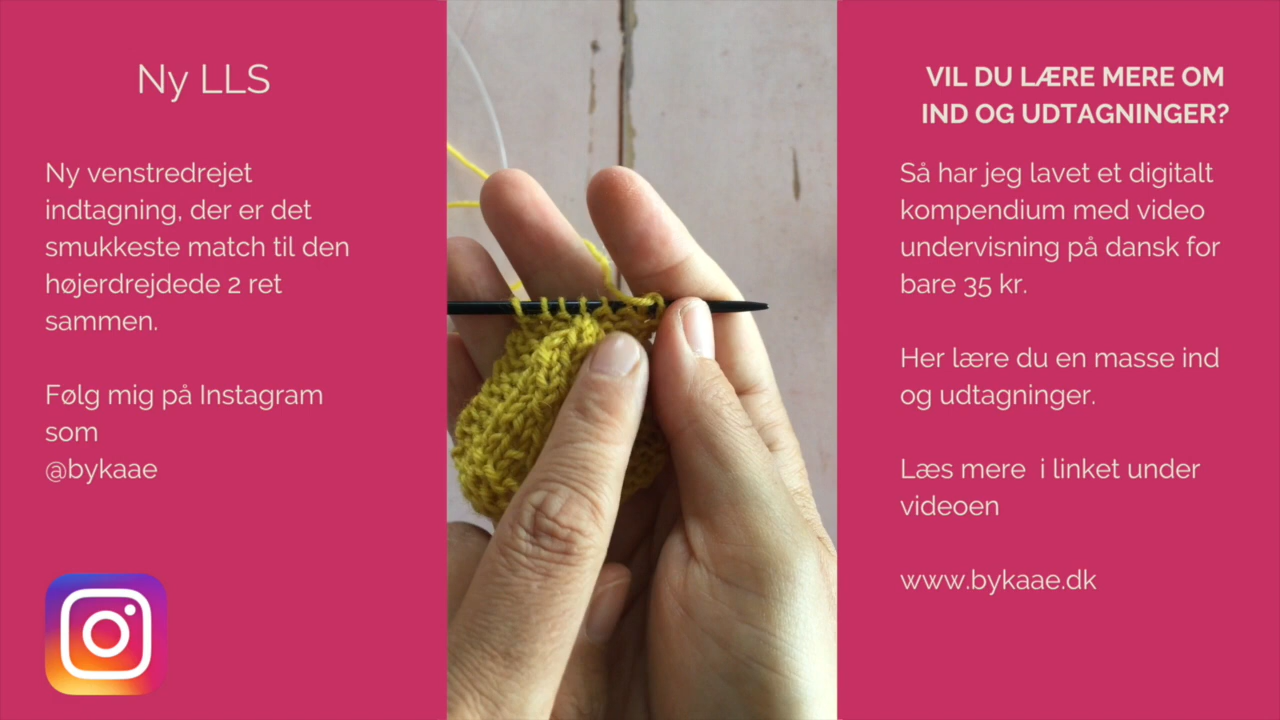 Ny LLS
Ny venstredrejet
indtagning, der er det
smukkeste match til den
højerdrejdede 2 ret
sammen.
Følg mig på Instagram
som
@bykaae
VIL DU LÆRE MERE OM
IND OG UDTAGNINGER?
Så har jeg lavet et digitalt
kompendium med video
undervisning på dansk for
bare 35 kr.
Her lære du en masse ind
og udtagninger.
Læs mere  i linket under
videoen
www.bykaae.dk